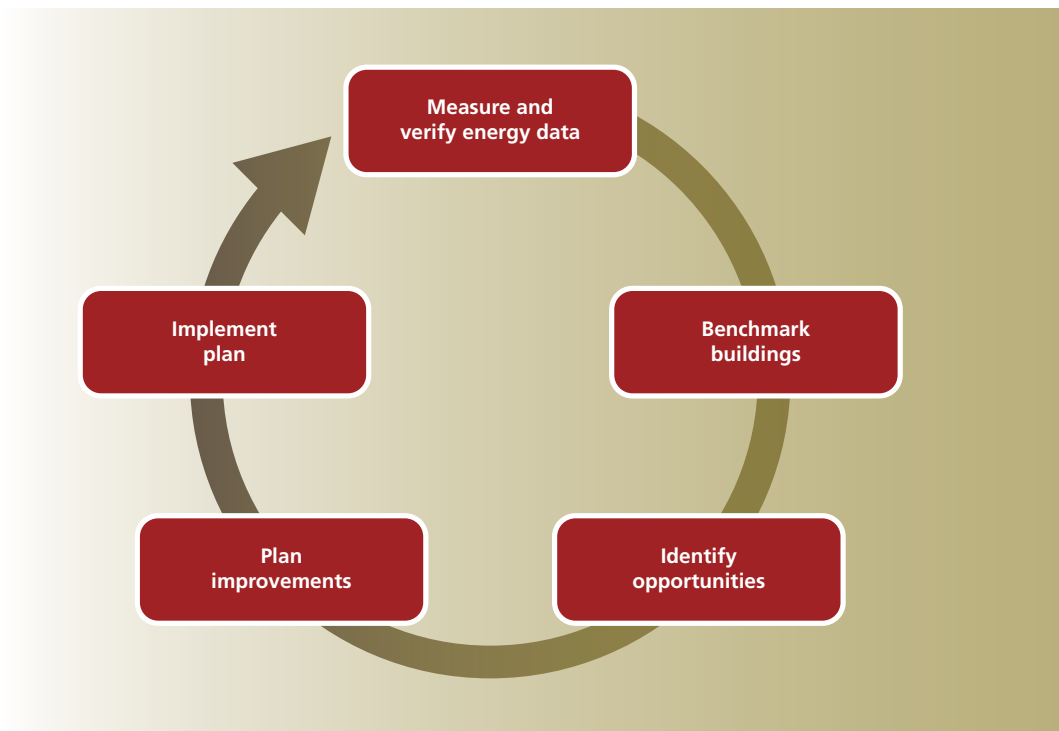 Measure and
verify energy data
Benchmark
buildings
Identify
opportunities
Plan
improvements
Implement
plan